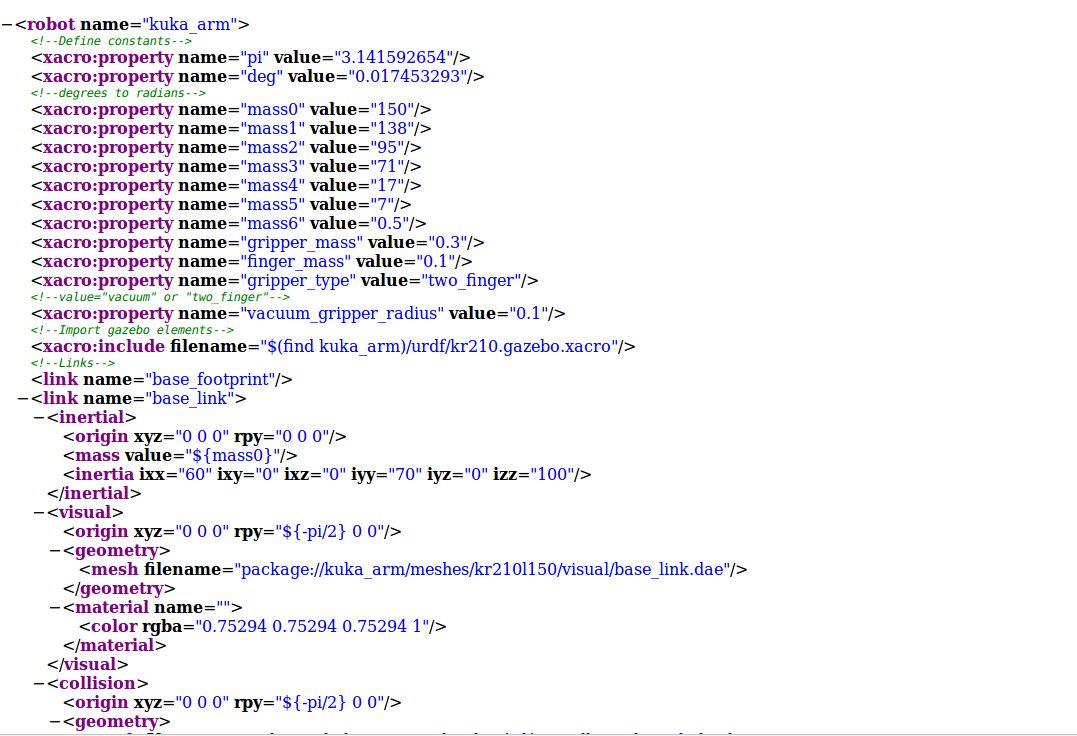 −<robot name="kuka_arm">
<!--Define constants-->
<xacro:property name="pi" value="3.141592654"/>
<xacro:property name="deg" value="0.017453293"/>
<!--degrees to radians-->
<xacro:property name="mass0" value="150"/>
<xacro:property name="mass1" value="138"/>
<xacro:property name="mass2" value="95"/>
<xacro:property name="mass3" value="71"/>
<xacro:property name="mass4" value="17"/>
<xacro:property name="mass5" value="7"/>
<xacro:property name="mass6" value="0.5"/>
<xacro:property name="gripper_mass" value="0.3"/>
<xacro:property name="finger_mass" value="0.1"/>
<xacro:property name="gripper_type" value="two_finger"/>
<!--value="vacuum" or "two_finger"-->
<xacro:property name="vacuum_gripper_radius" value="0.1"/>
<!--Import gazebo elements-->
<xacro:include filename="$(find kuka_arm)/urdf/kr210.gazebo.xacro"/>
<!--Links-->
<link name="base_footprint"/>
−<link name="base_link">
−<inertial>
<origin xyz="0 0 0" rpy="0 0 0"/>
<mass value="${mass0}"/>
<inertia ixx="60" ixy="0" ixz="0" iyy="70" iyz="0" izz="100"/>
</inertial>
−<visual>
<origin xyz="0 0 0" rpy="${-pi/2} 0 0"/>
−<geometry>
<mesh filename="package://kuka_arm/meshes/kr210l150/visual/base_link.dae"/>
</geometry>
−<material name="">
<color rgba="0.75294 0.75294 0.75294 1"/>
</material>
</visual>
−<collision>
<origin xyz="0 0 0" rpy="${-pi/2} 0 0"/>
−<geometry>